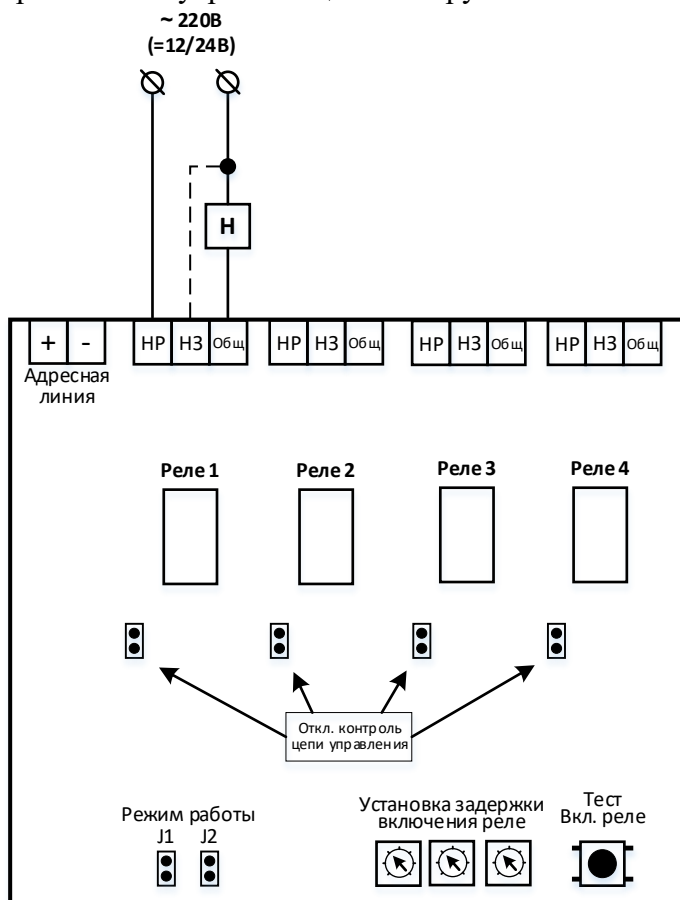 ~ 220В
(=12/24В)
Н
+ - НР НЗ Общ НР НЗ Общ НР НЗ Общ НР НЗ Общ
Адресная
линия
Реле 1 Реле 2 Реле 3 Реле 4
Откл. контроль
цепи управления
Режим работы
J1 J2
Установка задержки
включения реле
Тест
Вкл. реле